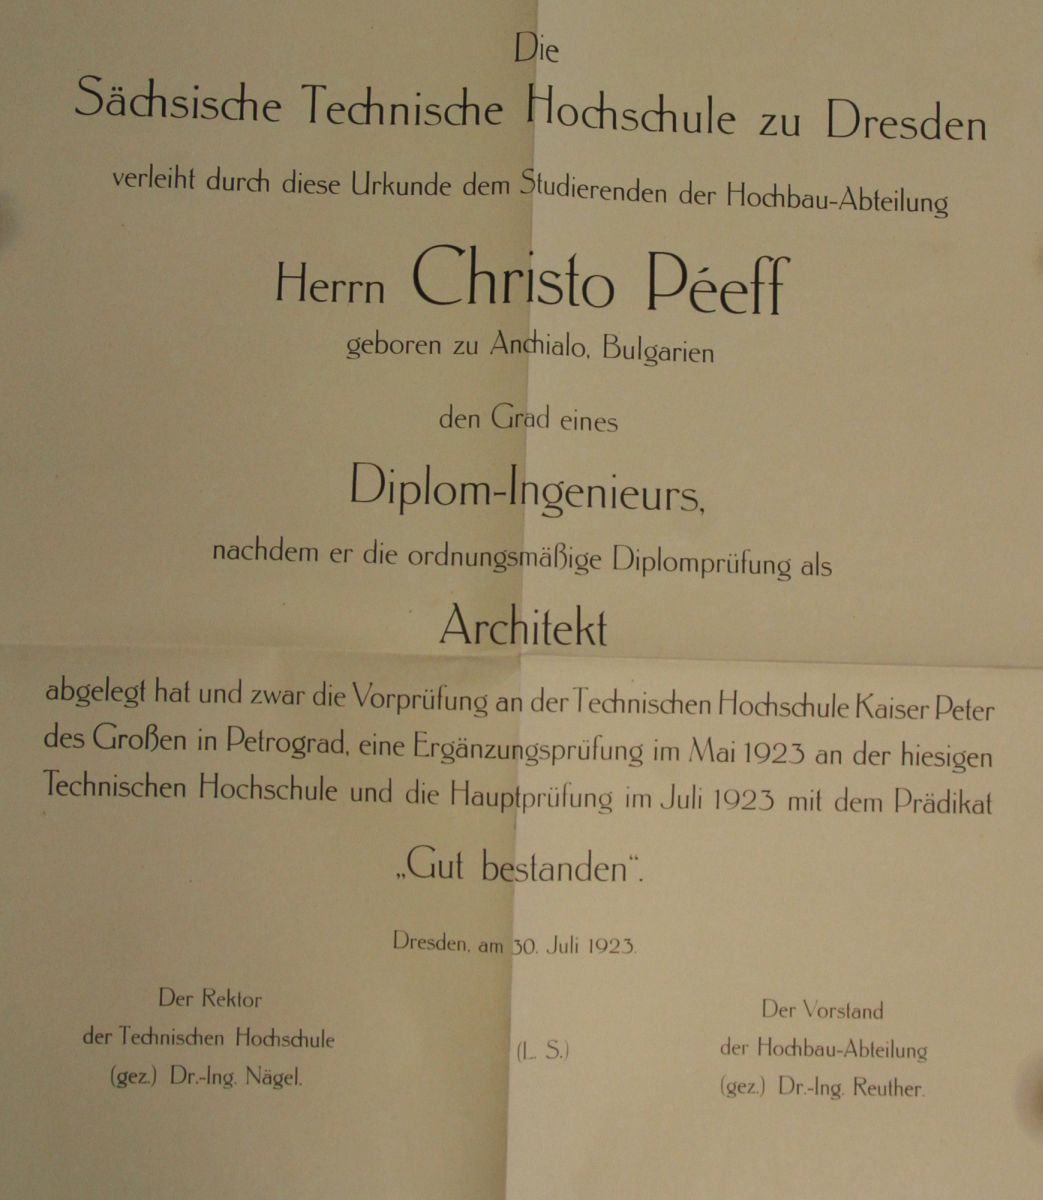 Die
Sächsische Technische Hochschule zu Dresden
verleiht durch diese Urkunde dem Studierenden der Hochbau-Abteilung
Herrn Christo Péeff
geboren zu Anchialo, Bulgarien
den Grad eines
Diplom-Ingenieurs,
nachdem er die ordnungsmäßige Diplomprüfung als
Architekt
abgelegt hat und zwar die Vorprüfung an der Technischen Hochschule Kaiser Peter
des Großen in Petrograd, eine Ergänzungsprüfung im Mai 1923 an der hiesigen
Technischen Hochschule und die Hauptprüfung im Juli 1923 mit dem Prädikat
„Gut bestanden“.
Dresden, am 30. Juli 1923.
Der Rektor
der Technischen Hochschule
(gez.) Dr.-Ing. Nägel.
(L. S.)
Der Vorstand
der Hochbau-Abteilung
(gez.) Dr.-Ing. Reuther.